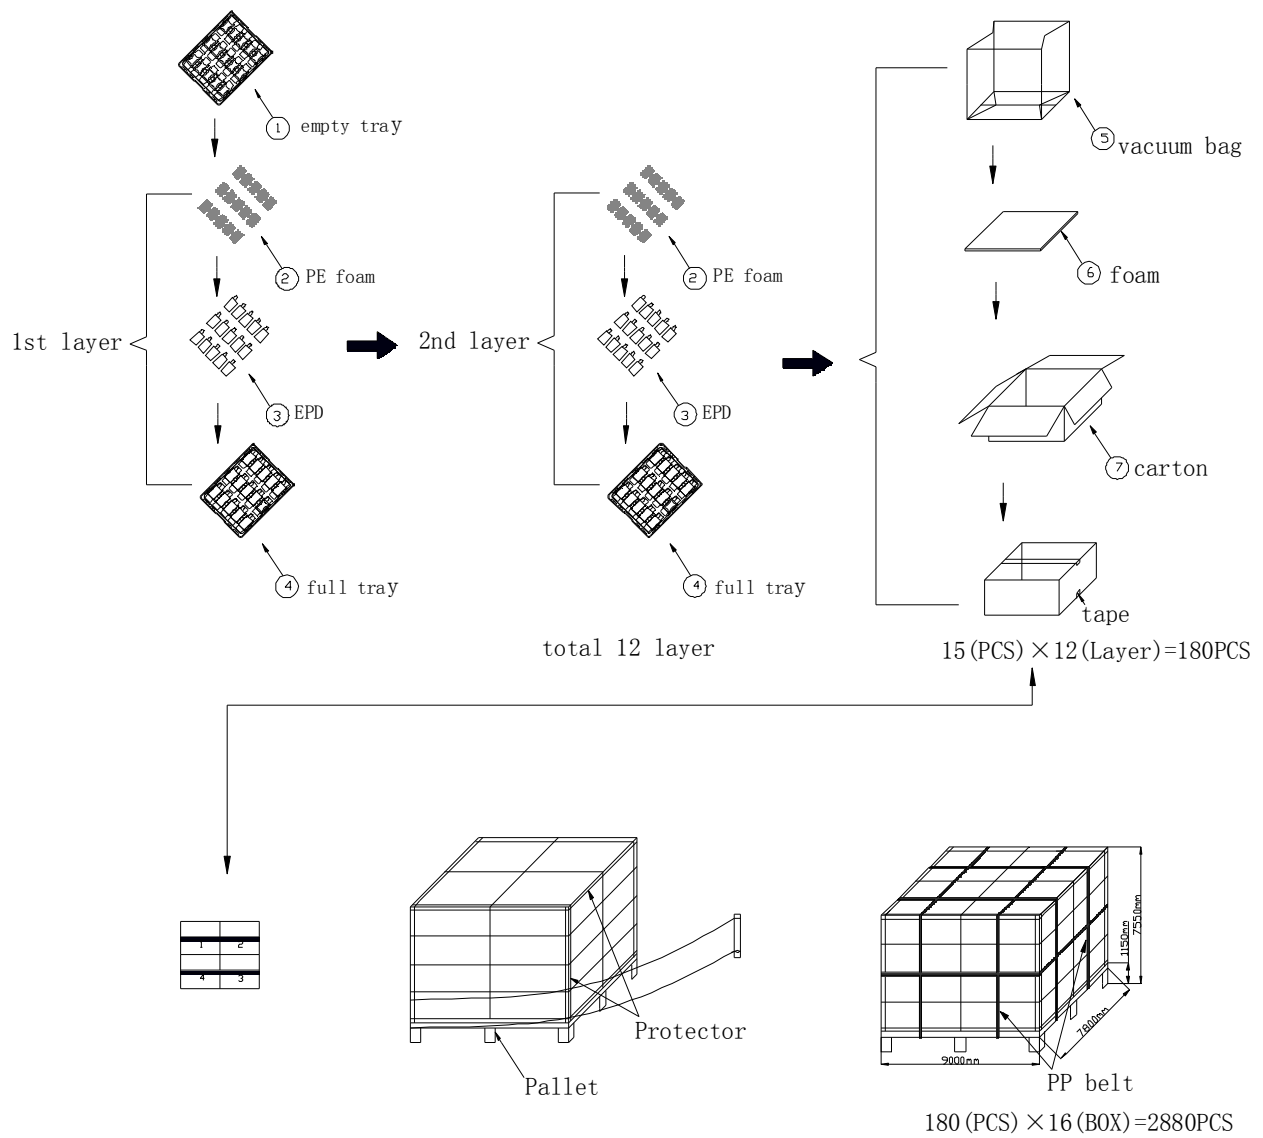 1 empty tray
2 PE foam
1st layer
3 EPD
4 full tray
2 PE foam
2nd layer
3 EPD
4 full tray
5 vacuum bag
6 foam
7 carton
tape
total 12 layer
15(PCS)×12(Layer)=180PCS
1 2
4 3
Protector
Pallet
7550mm
1150mm
7800mm
9000mm
PP belt
180(PCS)×16(BOX)=2880PCS